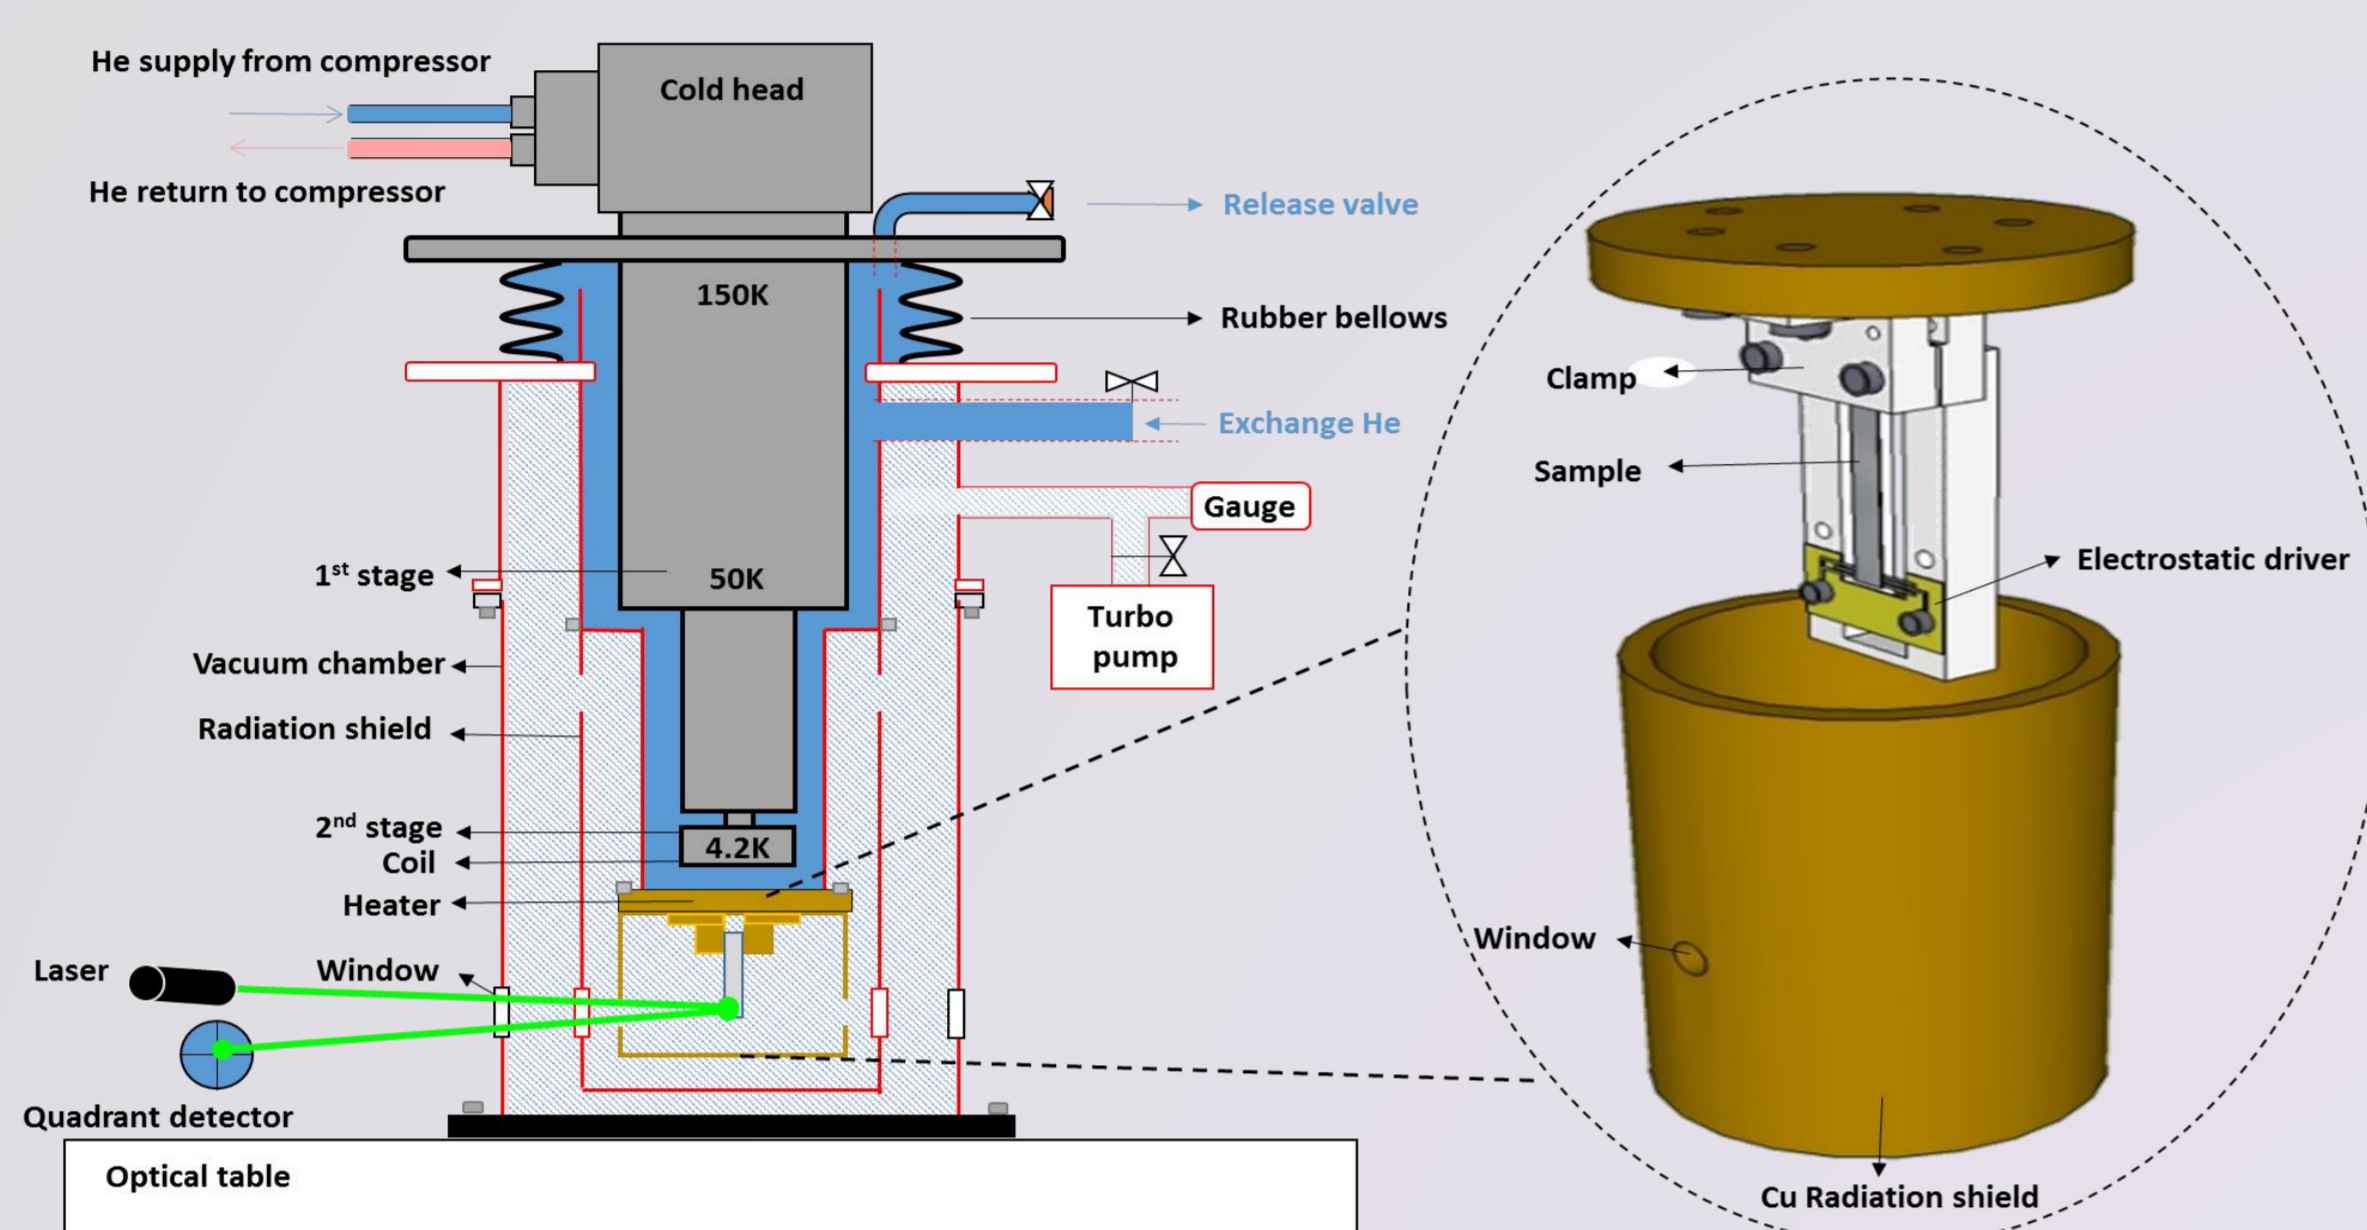 He supply from compressor
Cold head
He return to compressor
Release valve
150K
Rubber bellows
Exchange He
Gauge
1st stage
50K
Turbo
pump
Vacuum chamber
Radiation shield
2nd stage
4.2K
Coil
Heater
Laser
Window
Quadrant detector
Optical table
Clamp
Sample
Electrostatic driver
Window
Cu Radiation shield